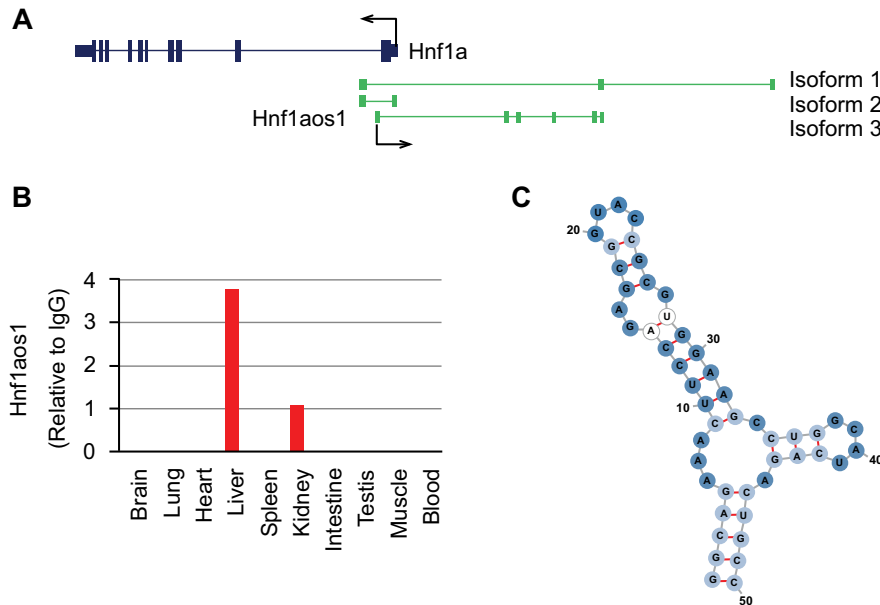 A
Hnf1a
Isoform 1
Isoform 2
Isoform 3
Hnf1aos1
B
Hnf1aos1
(Relative to IgG)
4
3
2
1
0
Brain
Lung
Heart
Liver
Spleen
Kidney
Intestine
Testis
Muscle
Blood
C
G G C A G A A A C U U C C A G A G C G G U A C C G C G U G G A A G C C U G G C A U C A G A C U G C C
10
20
30
40
50